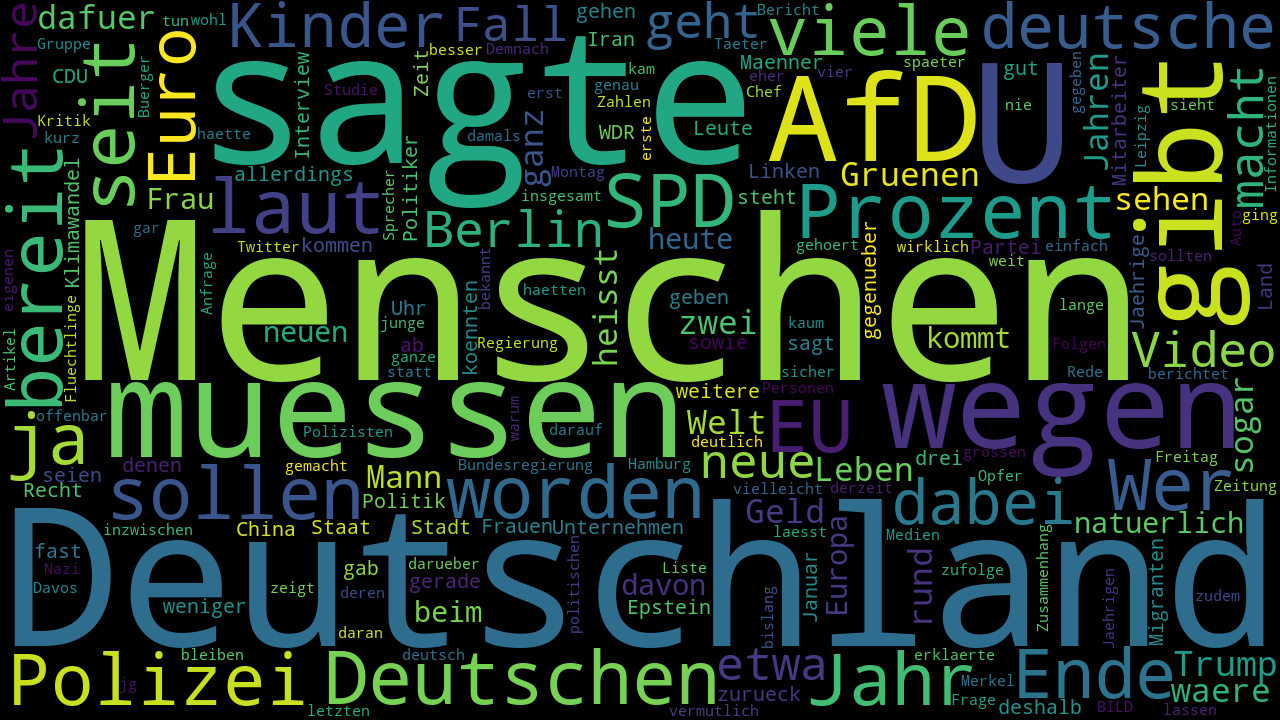 dafuer tun wohl Kinder Fall gehen geht Bericht viele deutsche
Jahre Gruppe seit Euro besser Demnach Iran Taeter Maenner spaeter
CDU Buerger Interview Studie Zeit kam eher vier gut Jahren gegeben macht
sagte AfD U gibt
Kritik kurz haette erst genau Zahlen Chef nie Mitarbeiter sieht Informationen
damals ganz WDR erste Leute Leipzig
bereit Klimawandel Frau allerdings Sprecher Politiker Montag Linken Gruenen sehen ging
laut insgesamt SPD steht Prozent Auto
gar Berlin heute gehoert gegenueber wirklich Partei einfach
eigenen Anfrage Twitter kommen weit Jaehrige sollten Land
Menschen
bekannt haetten heisst geben lange
Artikel Fluechtlinge neuen Uhr junge koennten zwei kaum
ab Regierung sowie sagt kommt Folgen Video
ganze statt sicher Rede berichtet
muessen weitere Personen wegen sogar
offenbar warum Welt EU
ja Polizisten darauf deutlich
seien denen gemacht Mann Bundesregierung Hamburg neue Leben drei grossen Freitag
Recht sollen Politik worden vielleicht derzeit dabei Opfer wer Zeitung
inzwischen China Staat Stadt Frauen Unternehmen Geld laesst Medien natuerlich
Deutschland
fast Nazi gab darueber gerade politischen Liste davon Januar Europa rund zufolge Zusammenhang Migranten
Davos zeigt deren Epstein Jaehrigen zudem
weniger beim bislang
daran
bleiben deutsch erklaerte
Polizei Deutschen etwa Jahr Ende Trump
jg zurueck Merkel waere
letzten vermutlich Frage deshalb BILD lassen